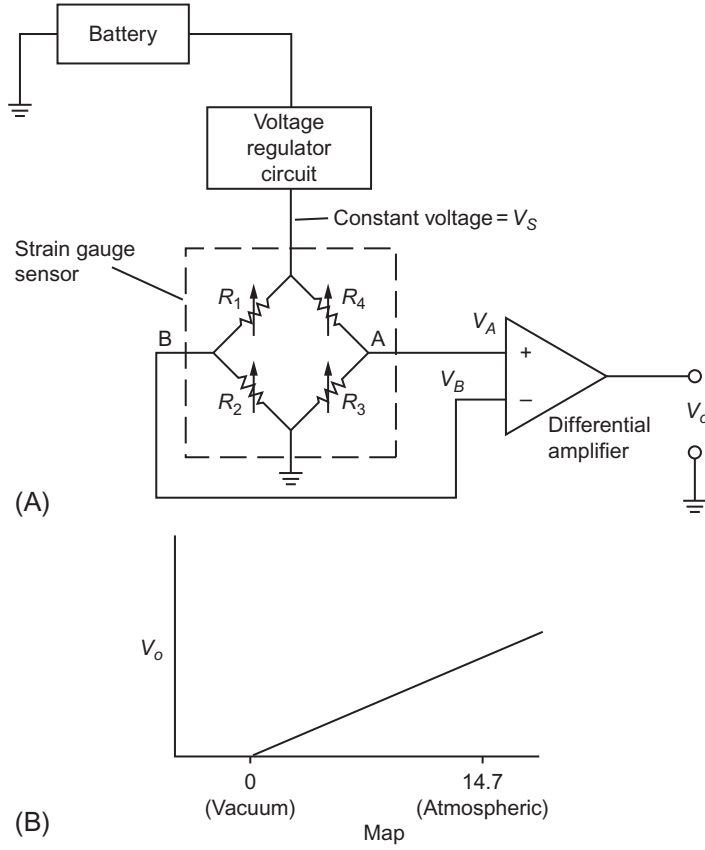 Battery
Voltage
regulator
circuit
Constant voltage = V_S
Strain gauge
sensor
R_1
R_4
B
A
V_A
+
V_B
–
R_2
R_3
V_o
Differential
amplifier
(A)
V_o
0
14.7
(Vacuum)
(Atmospheric)
(B)
Map